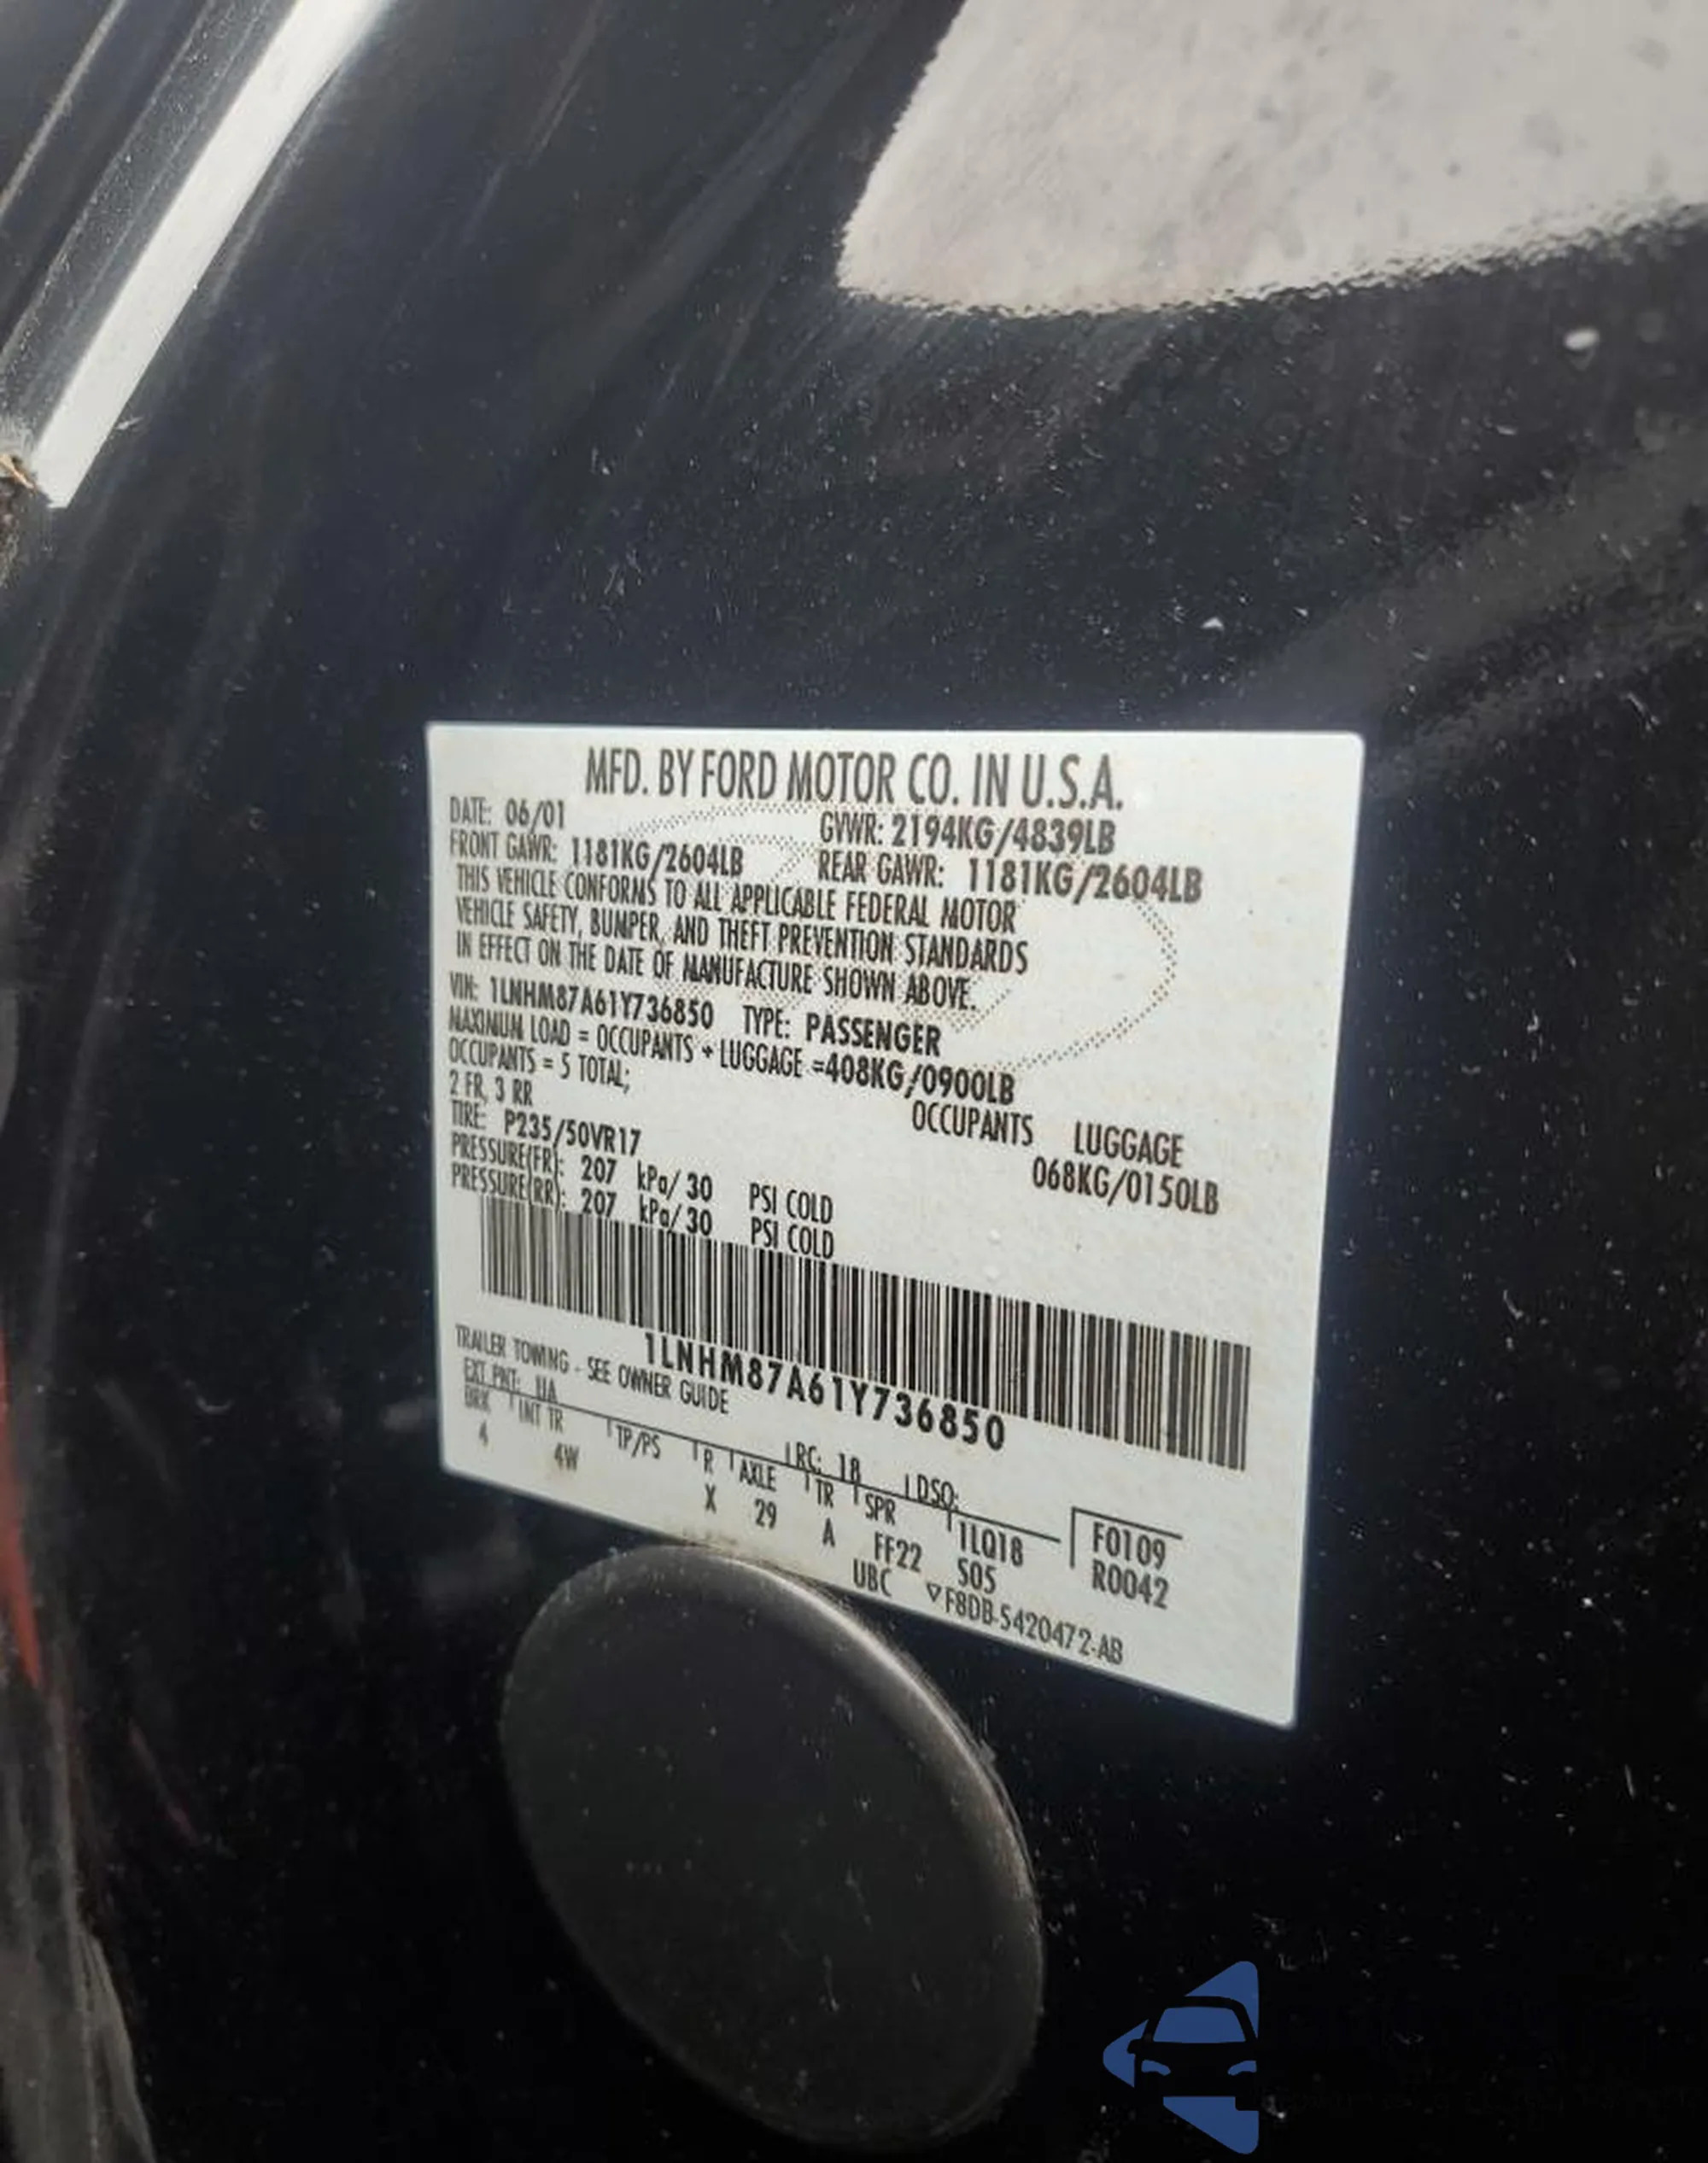 MFD. BY FORD MOTOR CO. IN U.S.A.
DATE: 06/01 GVWR: 2194KG/4839LB
FRONT GAWR: 1181KG/2604LB REAR GAWR: 1181KG/2604LB
THIS VEHICLE CONFORMS TO ALL APPLICABLE FEDERAL MOTOR
VEHICLE SAFETY, BUMPER, AND THEFT PREVENTION STANDARDS
IN EFFECT ON THE DATE OF MANUFACTURE SHOWN ABOVE.
VIN: 1LNHM87A61Y736850 TYPE: PASSENGER
MAXINUM LOAD = OCCUPANTS + LUGGAGE =408KG/0900LB
OCCUPANTS = 5 TOTAL; OCCUPANTS LUGGAGE
2 FR, 3 RR 068KG/0150LB
TIRE: P235/50VR17
PRESSURE(FR): 207 kPa/ 30 PSI COLD
PRESSURE(RR): 207 kPa/ 30 PSI COLD
1LNHM87A61Y736850
TRAILER TOWING - SEE OWNER GUIDE
EXT PNT: UA RC: 18 DSO:
BRK INT TR TP/PS R AXLE TR SPR 1LQ18 F0109
4 4W X 29 A FF22 S05 R0042
UBC ▽F8DB-5420472-AB